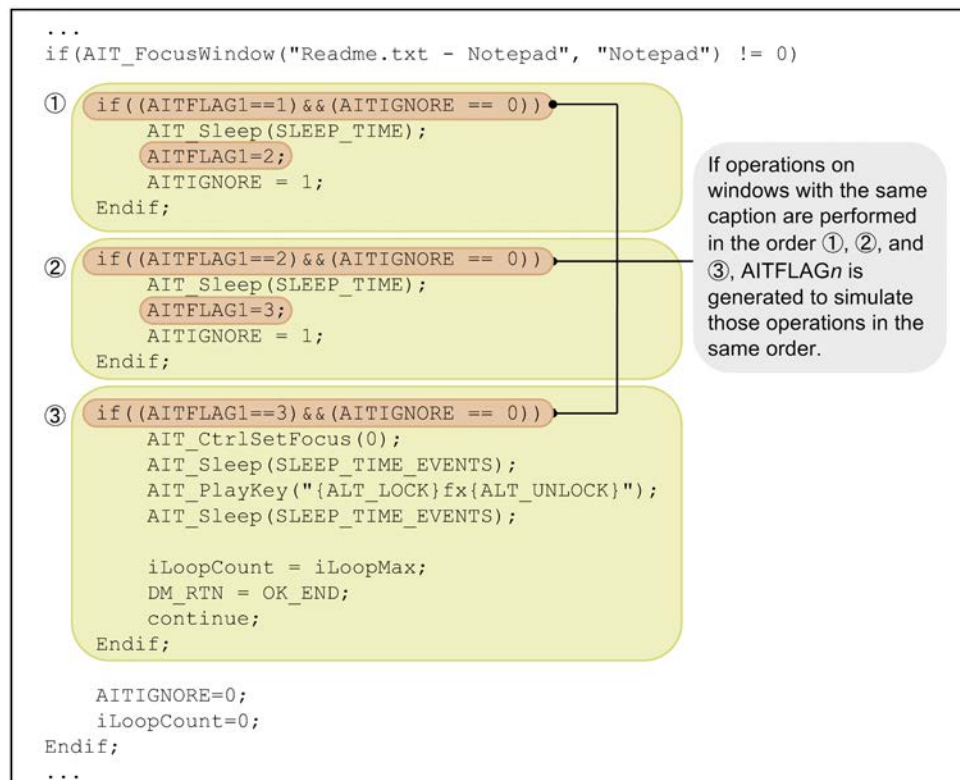 ...
if(AIT_FocusWindow("Readme.txt - Notepad", "Notepad") != 0)
① if((AITFLAG1==1)&&(AITIGNORE == 0))
AIT_Sleep(SLEEP_TIME);
AITFLAG1=2;
AITIGNORE = 1;
Endif;
② if((AITFLAG1==2)&&(AITIGNORE == 0))
AIT_Sleep(SLEEP_TIME);
AITFLAG1=3;
AITIGNORE = 1;
Endif;
③ if((AITFLAG1==3)&&(AITIGNORE == 0))
AIT_CtrlSetFocus(0);
AIT_Sleep(SLEEP_TIME_EVENTS);
AIT_PlayKey("{ALT_LOCK}fx{ALT_UNLOCK}");
AIT_Sleep(SLEEP_TIME_EVENTS);
iLoopCount = iLoopMax;
DM_RTN = OK_END;
continue;
Endif;
AITIGNORE=0;
iLoopCount=0;
Endif;
...
If operations on
windows with the same
caption are performed
in the order ①, ②, and
③, AITFLAGn is
generated to simulate
those operations in the
same order.